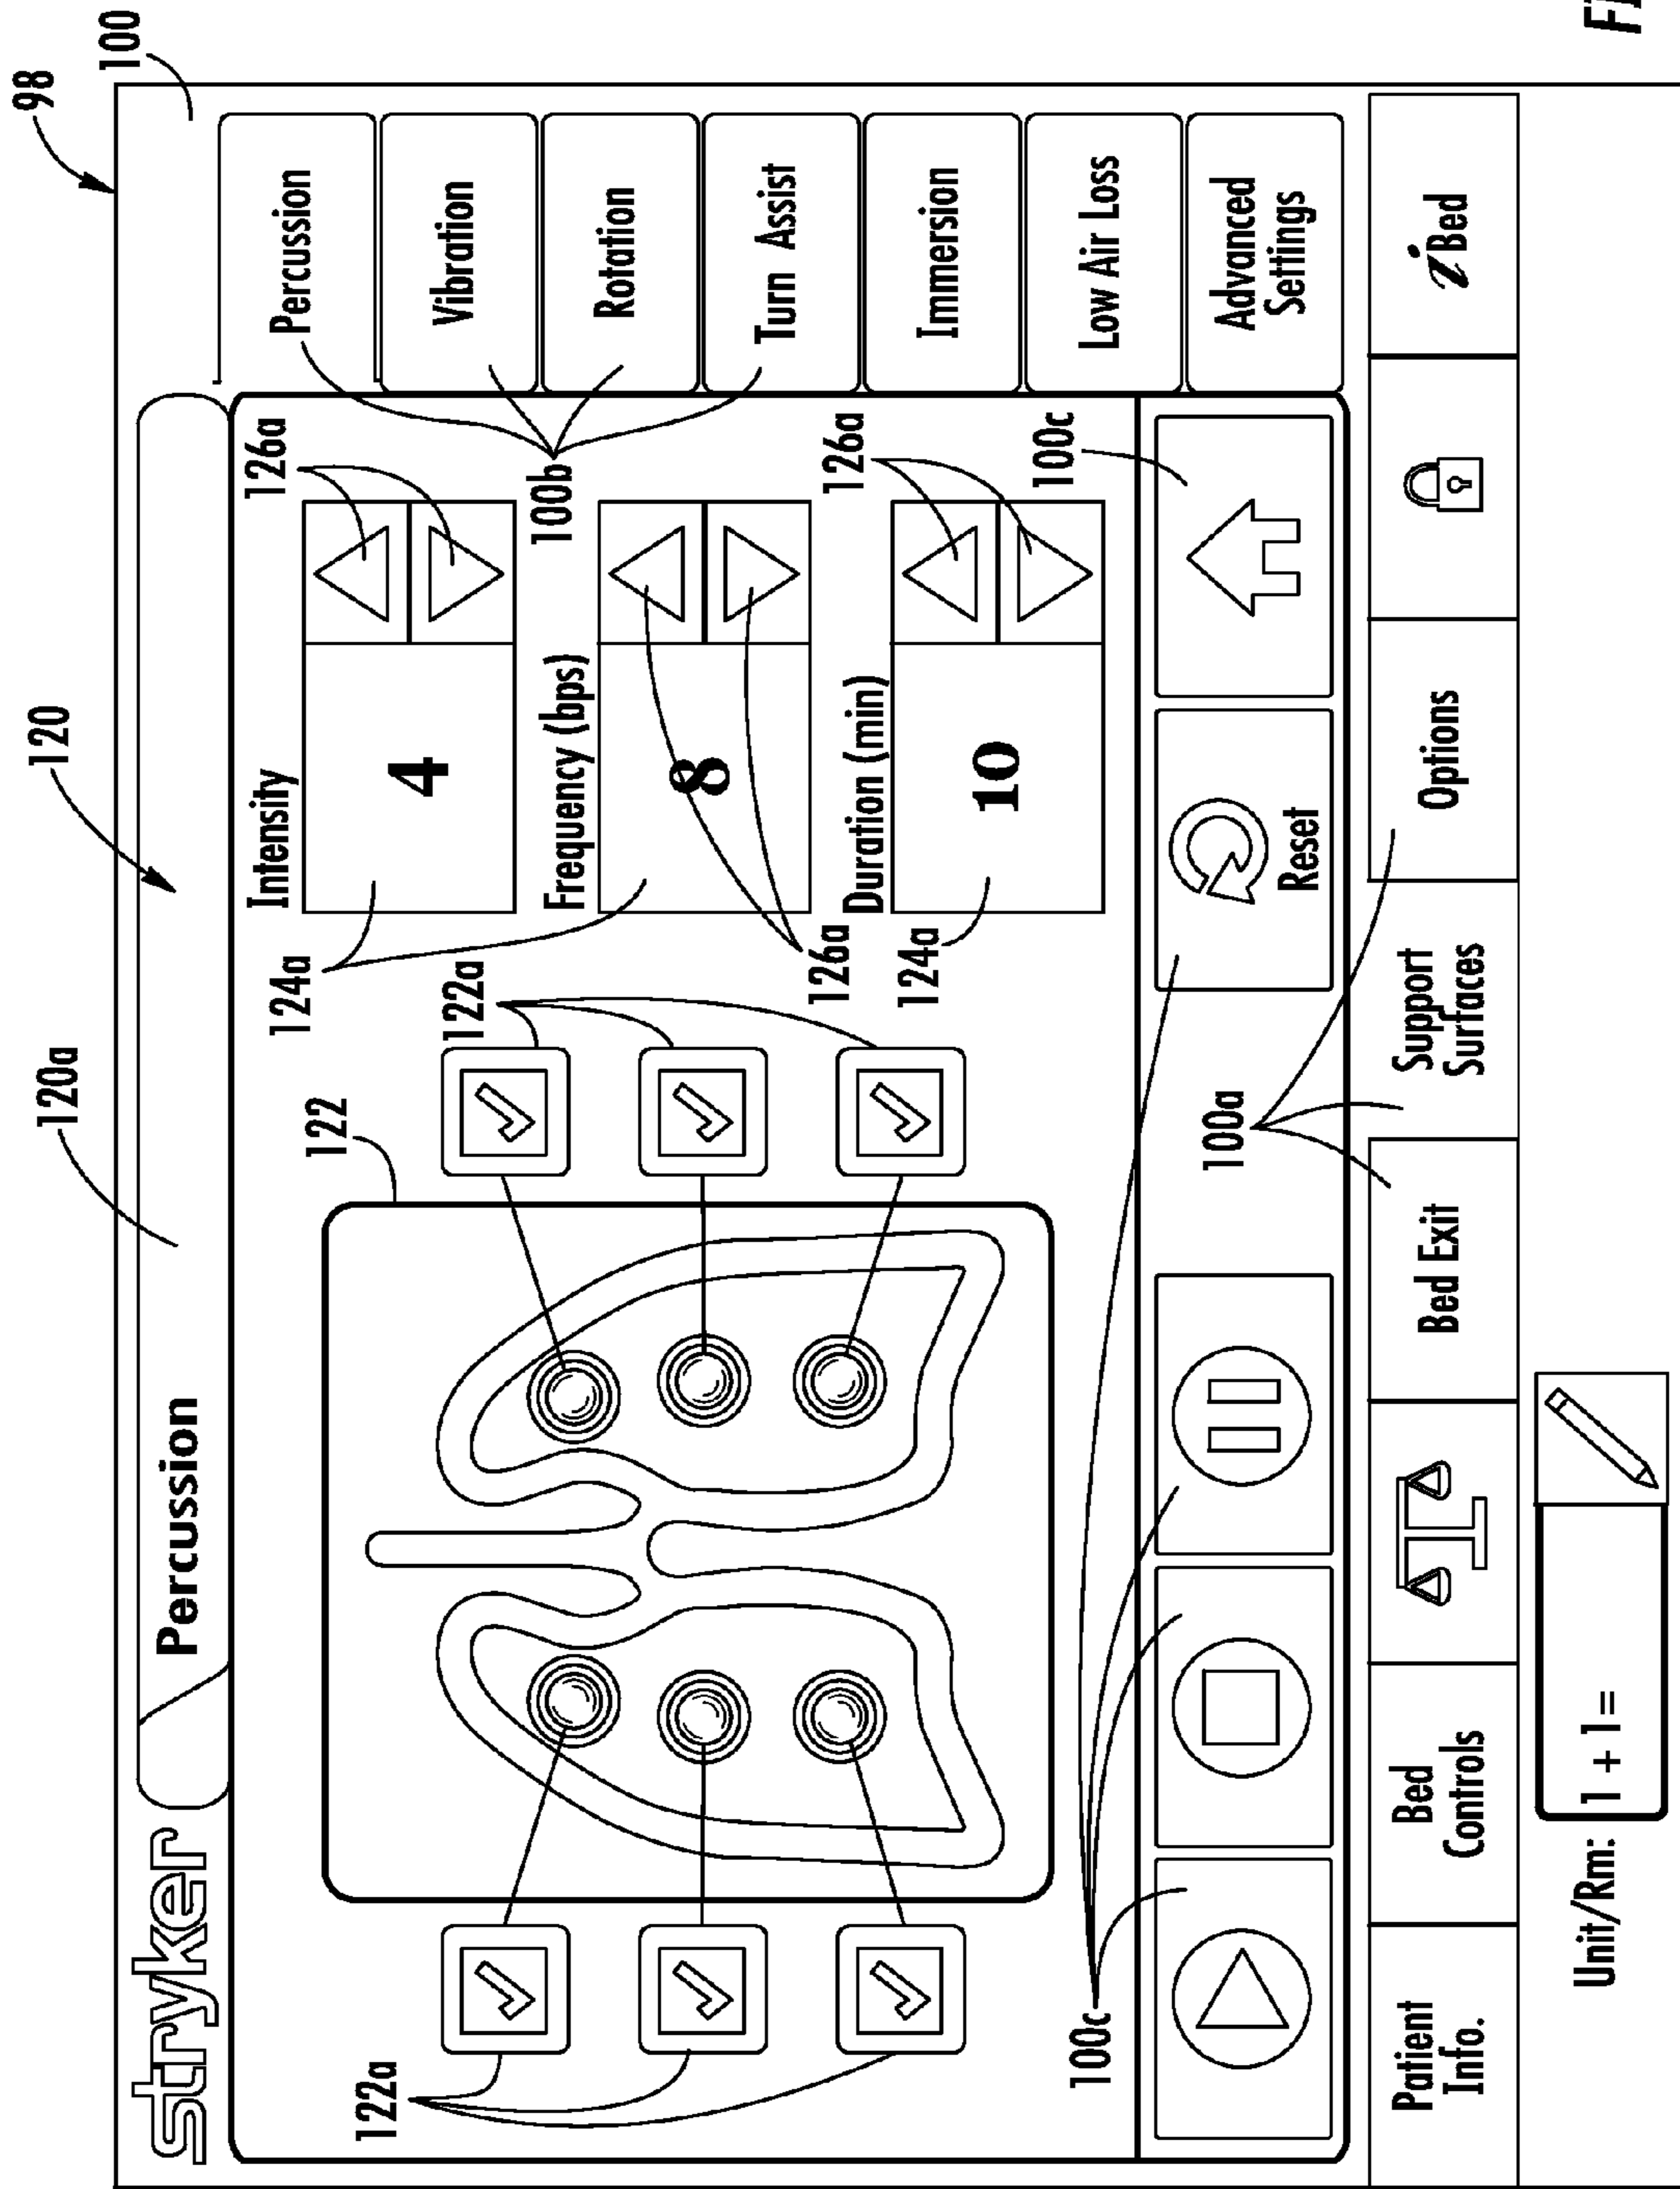 98
120
120a
100
stryker
Percussion
Percussion
Vibration
Rotation
Turn Assist
Immersion
Low Air Loss
Advanced
Settings
122a
122
122a
124a
Intensity
4
126a
100b
Frequency (bps)
8
126a
Duration (min)
10
124a
126a
100c
100c
Reset
100a
Patient
Info.
Bed
Controls
Bed Exit
Support
Surfaces
Options
iBed
Unit/Rm: 1 + 1=